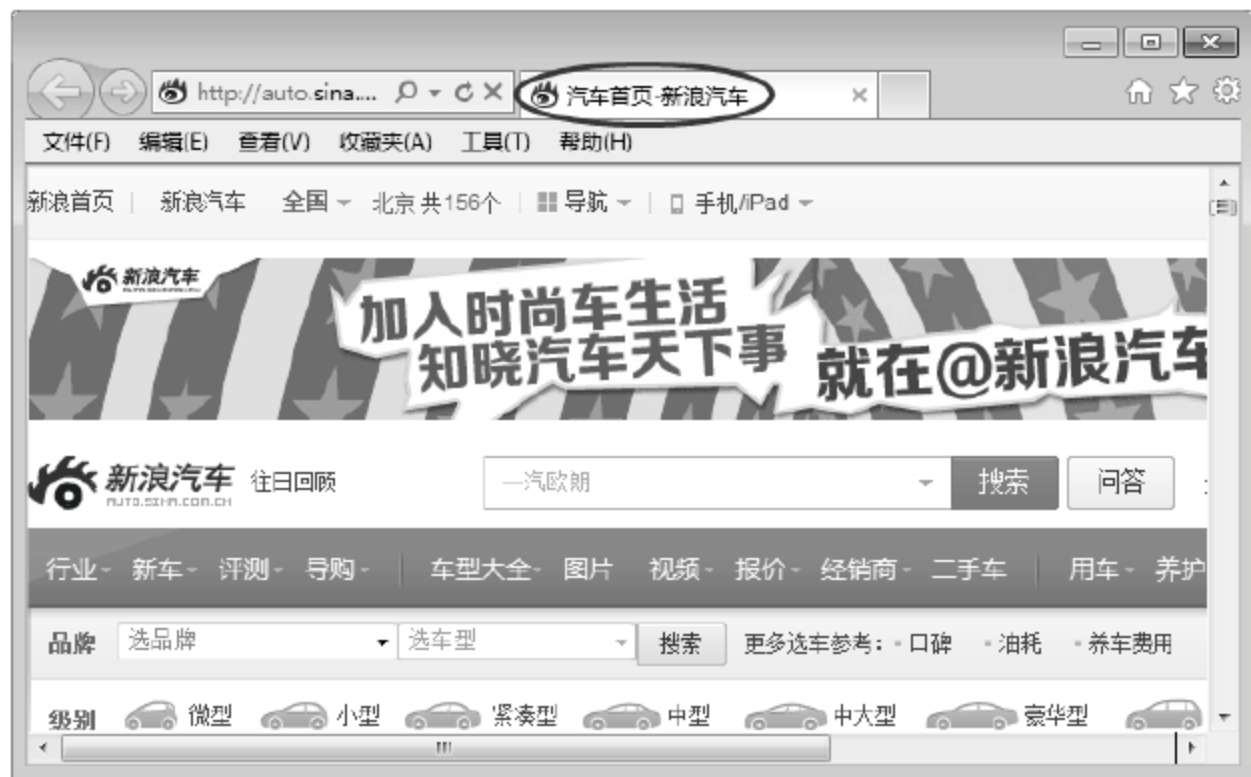 http://auto.sina.... 汽车首页-新浪汽车
文件(F) 编辑(E) 查看(V) 收藏夹(A) 工具(T) 帮助(H)
新浪首页 新浪汽车 全国 北京 共156个 导航 手机/iPad
新浪汽车
加入时尚车生活
知晓汽车天下事
就在@新浪汽车
新浪汽车 往日回顾 一汽欧朗 搜索 问答
AUTO.SINA.COM.CN
行业 新车 评测 导购 车型大全 图片 视频 报价 经销商 二手车 用车 养护
品牌 选品牌 选车型 搜索 更多选车参考: 口碑 油耗 养车费用
级别 微型 小型 紧凑型 中型 中大型 豪华型